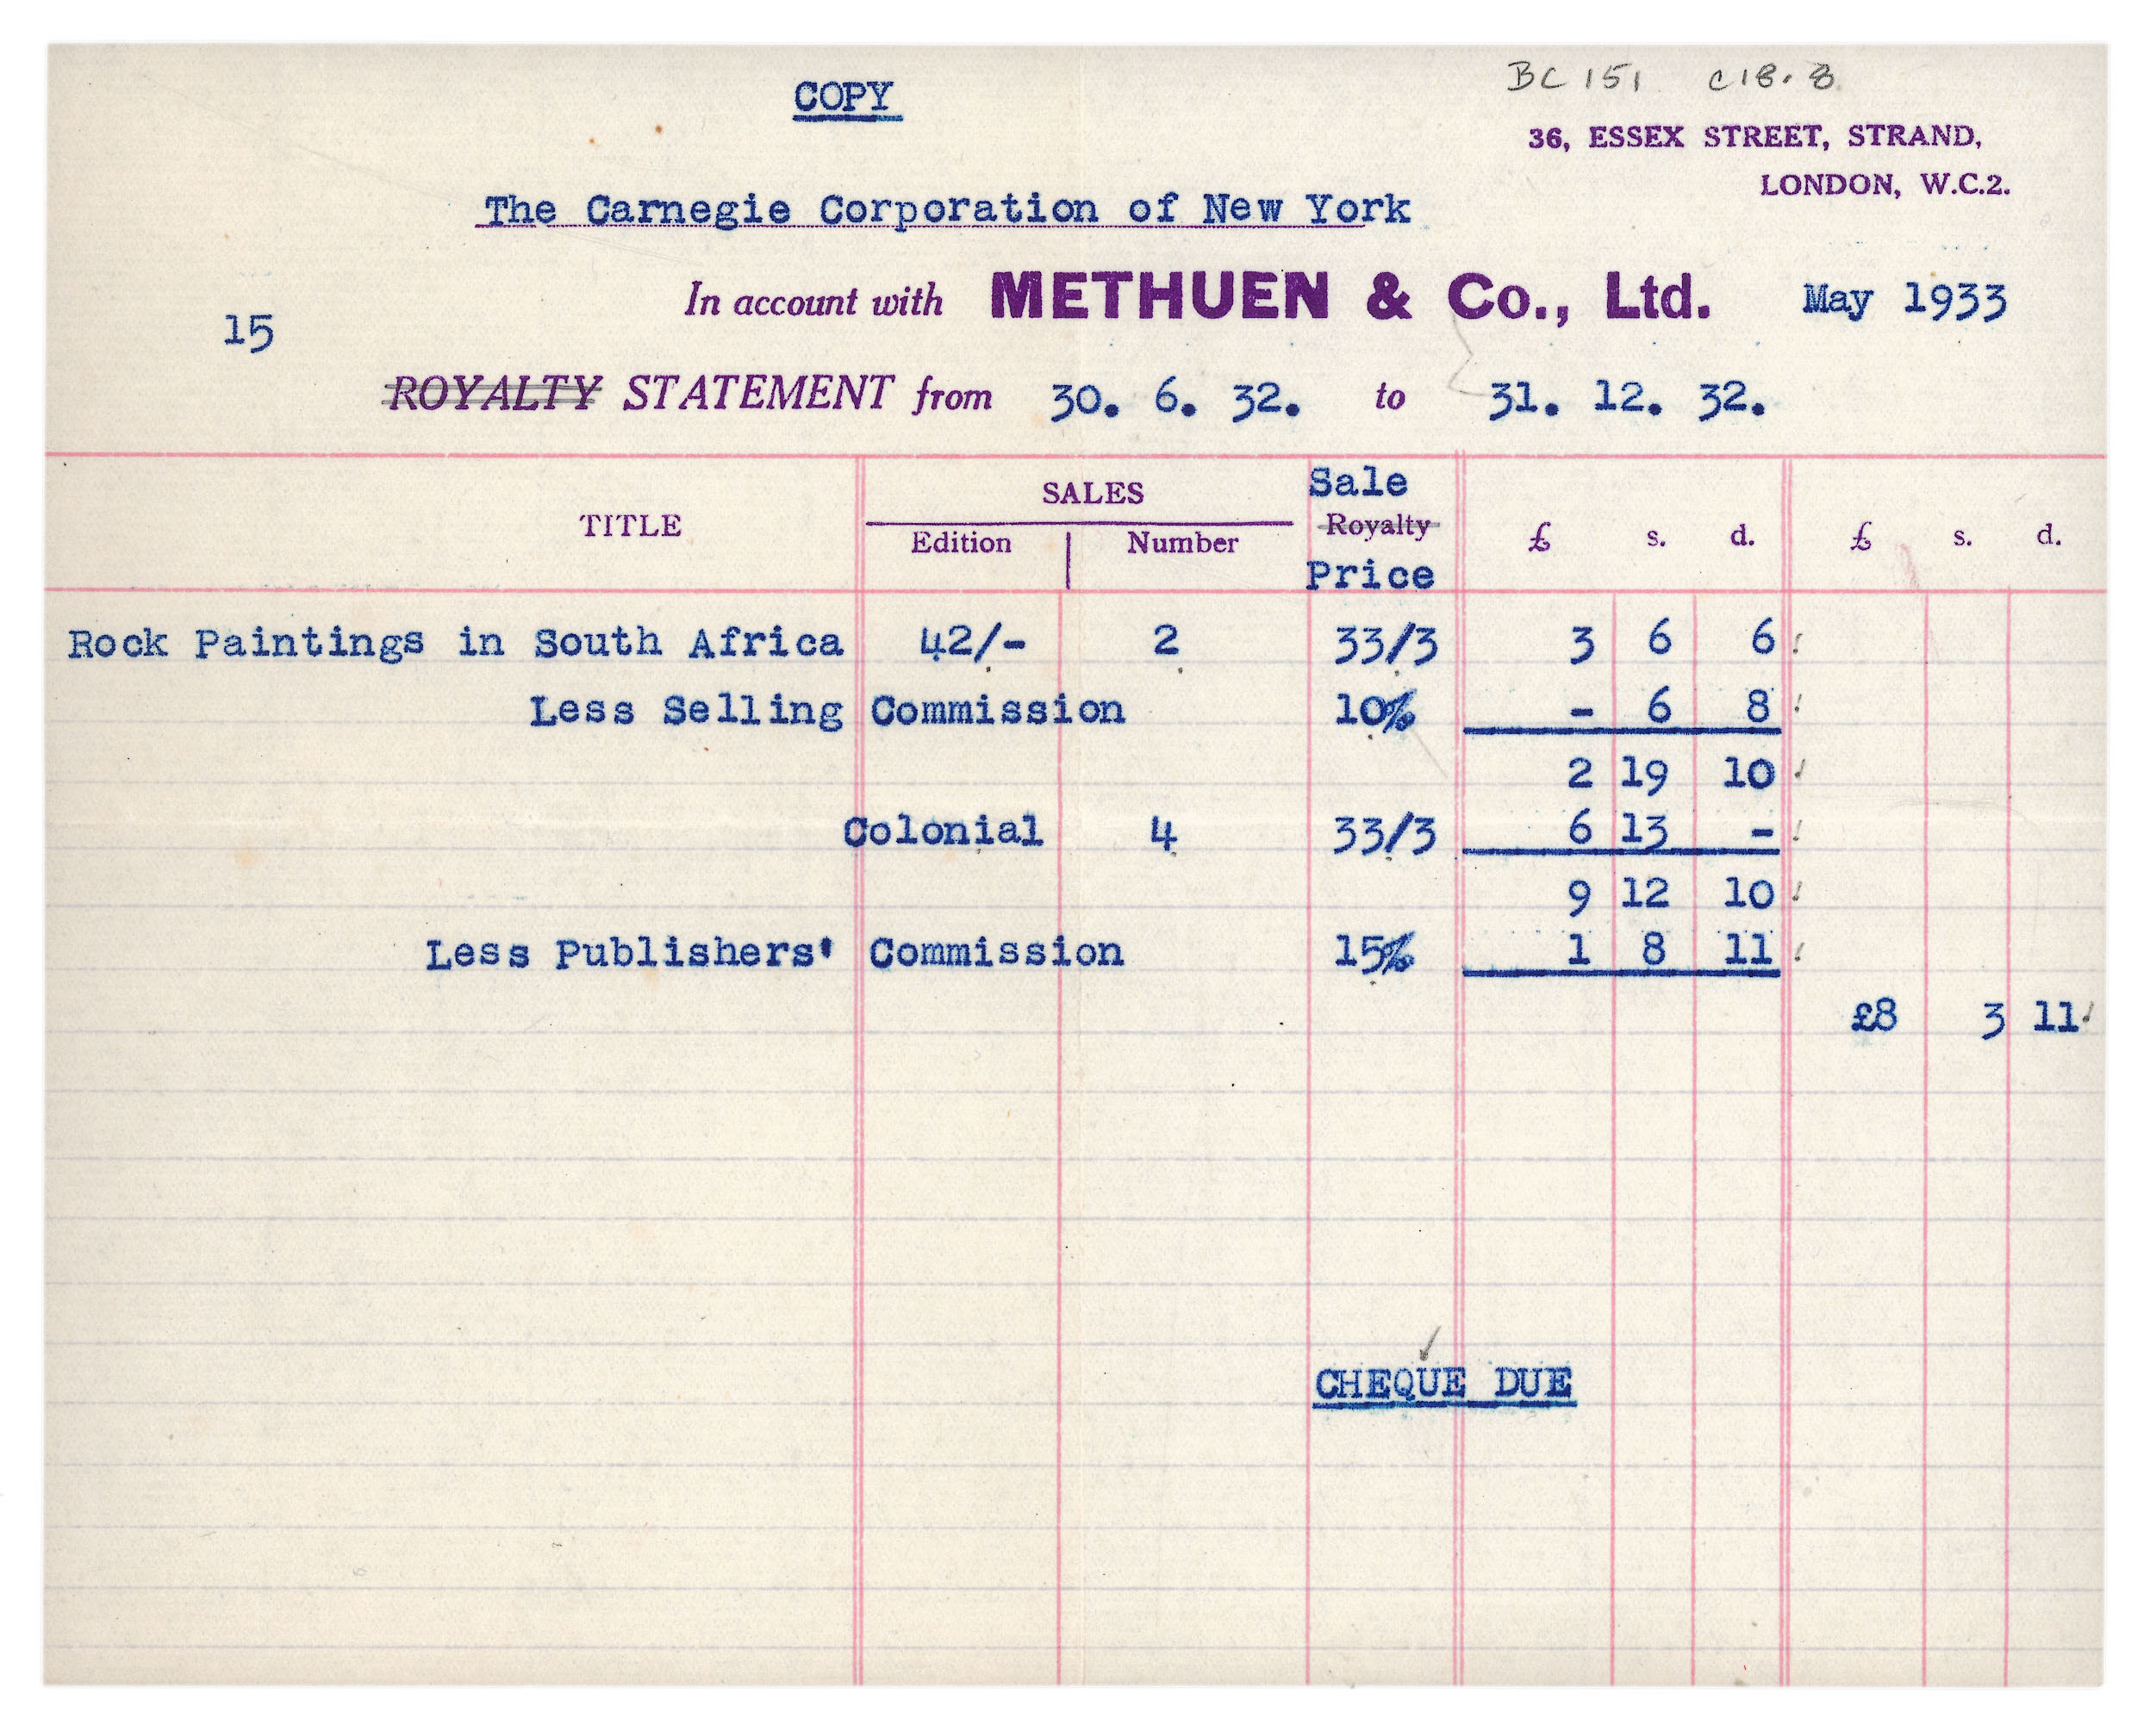 BC 151 C18.8
COPY
36, ESSEX STREET, STRAND,
LONDON, W.C.2.
The Carnegie Corporation of New York
In account with METHUEN & Co., Ltd. May 1933
15
ROYALTY STATEMENT from 30. 6. 32. to 31. 12. 32.
TITLE SALES Edition Number Sale Royalty Price £ s. d. £ s. d.
Rock Paintings in South Africa 42/- 2 33/3 3 6 6
Less Selling Commission 10% - 6 8
2 19 10
Colonial 4 33/3 6 13 -
9 12 10
Less Publishers' Commission 15% 1 8 11
£8 3 11
CHEQUE DUE